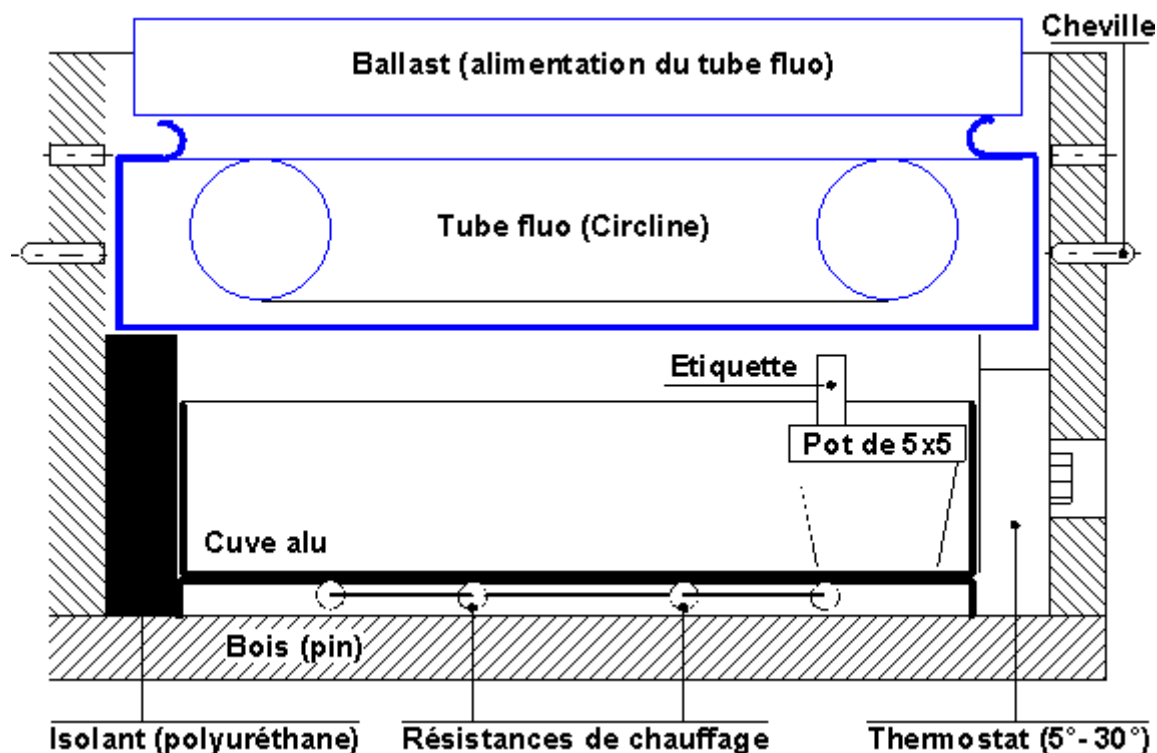 Cheville
Ballast (alimentation du tube fluo)
Tube fluo (Circline)
Etiquette
Pot de 5x5
Cuve alu
Bois (pin)
Isolant (polyuréthane)
Résistances de chauffage
Thermostat (5°-30°)